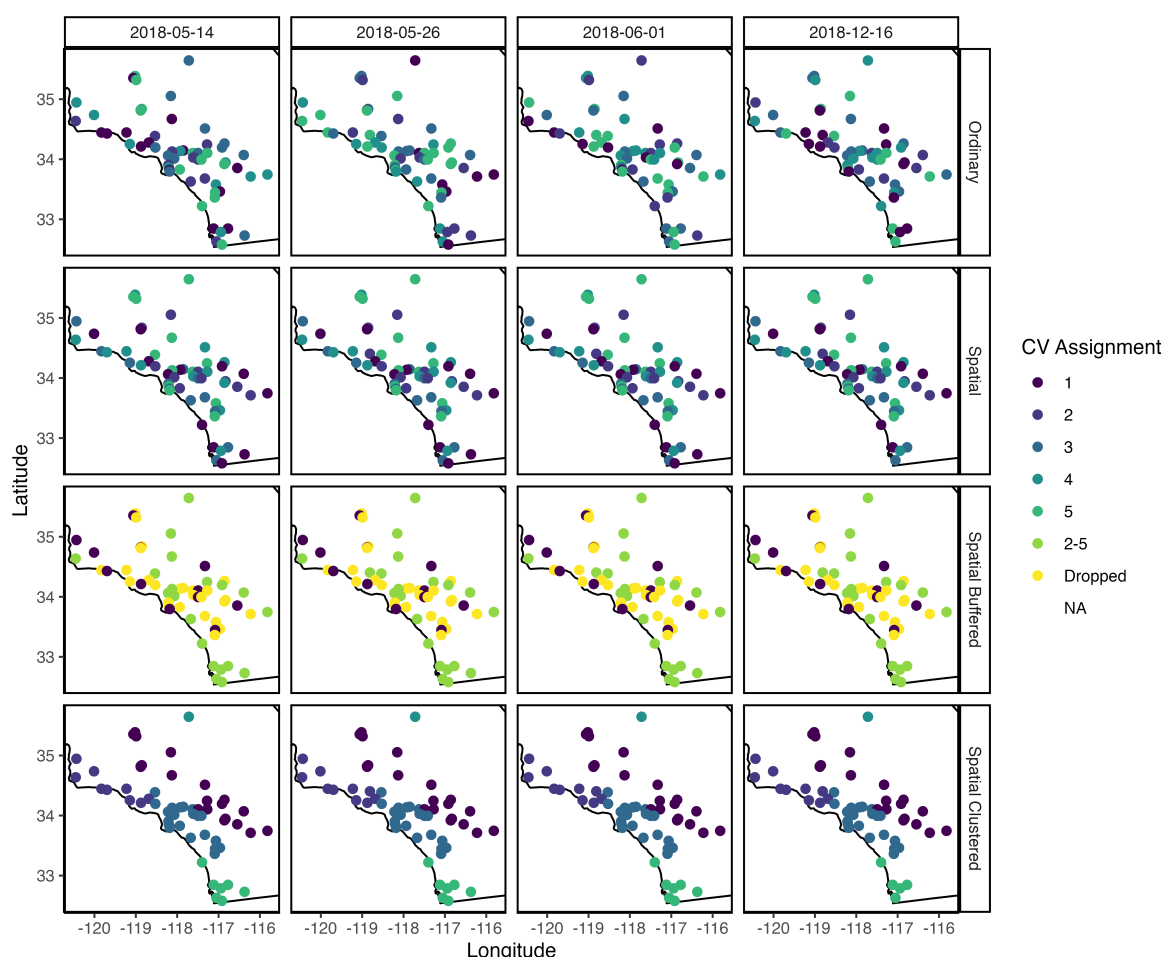 2018-05-14 2018-05-26 2018-06-01 2018-12-16
Ordinary
35
34
33
Spatial
35
34
33
Spatial Buffered
35
34
33
Spatial Clustered
35
34
33
-120 -119 -118 -117 -116 -120 -119 -118 -117 -116 -120 -119 -118 -117 -116 -120 -119 -118 -117 -116
Longitude
Latitude
CV Assignment
1
2
3
4
5
2-5
Dropped
NA